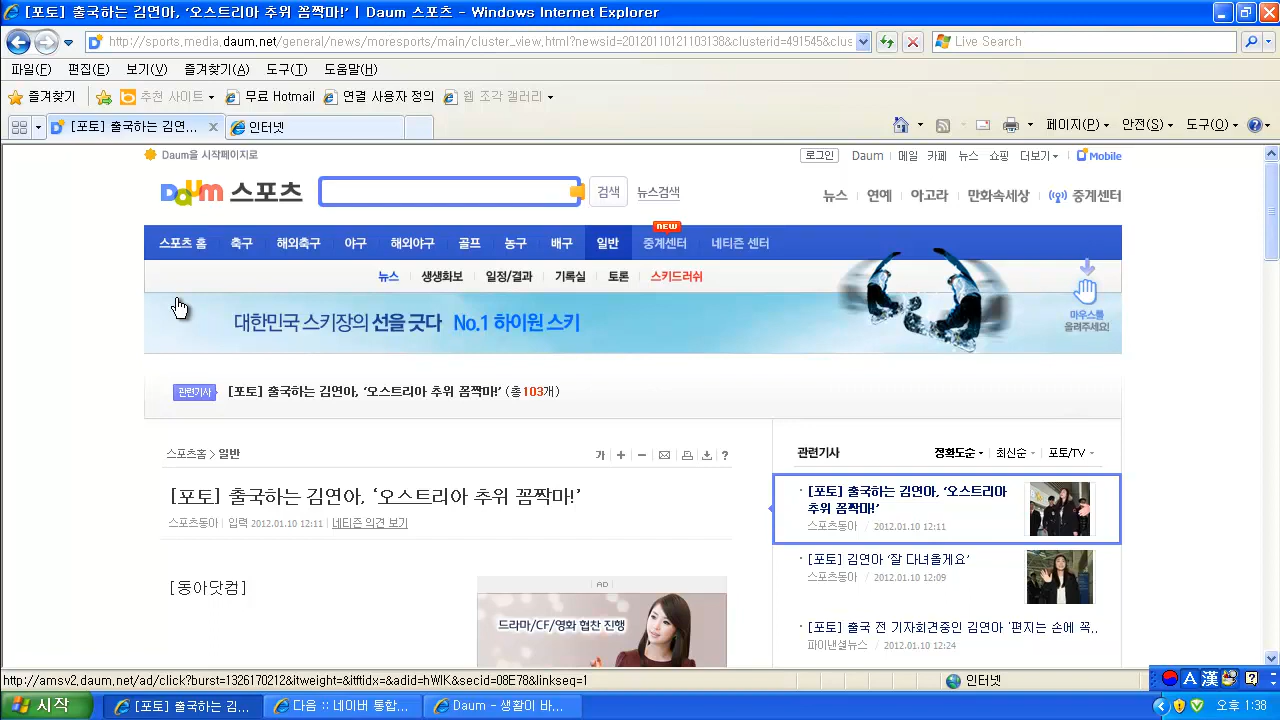 [포토] 출국하는 김연아, ‘오스트리아 추위 꼼짝마!’ | Daum 스포츠 - Windows Internet Explorer
http://sports.media.daum.net/general/news/moresports/main/cluster_view.html?newsid=20120110121103138&clusterid=491545&clus
Live Search
파일(F) 편집(E) 보기(V) 즐겨찾기(A) 도구(T) 도움말(H)
즐겨찾기 추천 사이트 무료 Hotmail 연결 사용자 정의 웹 조각 갤러리
[포토] 출국하는 김연... 인터넷 페이지(P) 안전(S) 도구(O)
Daum을 시작페이지로 로그인 Daum 메일 카페 뉴스 쇼핑 더보기 Mobile
Daum 스포츠 검색 뉴스검색 뉴스 연예 아고라 만화속세상 중계센터
NEW
스포츠 홈 축구 해외축구 야구 해외야구 골프 농구 배구 일반 중계센터 네티즌 센터
뉴스 생생화보 일정/결과 기록실 토론 스키드러쉬
대한민국 스키장의 선을 긋다 No.1 하이원 스키
마우스를
올려주세요!
관련기사 [포토] 출국하는 김연아, ‘오스트리아 추위 꼼짝마!’ (총103개)
스포츠홈 > 일반 가 + − ?
[포토] 출국하는 김연아, ‘오스트리아 추위 꼼짝마!’
스포츠동아 | 입력 2012.01.10 12:11 | 네티즌 의견 보기
[동아닷컴]
AD
드라마/CF/영화 협찬 진행
관련기사 정확도순 최신순 포토/TV
[포토] 출국하는 김연아, ‘오스트리아
추위 꼼짝마!’
스포츠동아 / 2012.01.10 12:11
[포토] 김연아 ‘잘 다녀올게요’
스포츠동아 / 2012.01.10 12:09
[포토] 출국 전 기자회견중인 김연아 '편지는 손에 꼭,.
파이낸셜뉴스 / 2012.01.10 12:24
인터넷
A 漢
시작 [포토] 출국하는 김... 다음 :: 네이버 통합... Daum - 생활이 바... 오후 1:38